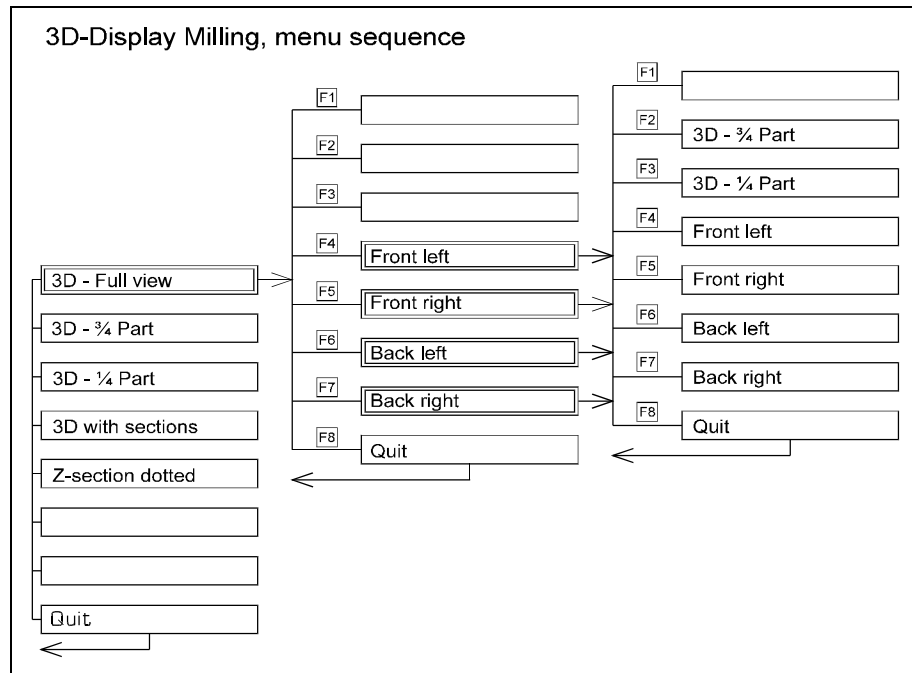 3D-Display Milling, menu sequence
3D - Full view
3D - ¾ Part
3D - ¼ Part
3D with sections
Z-section dotted
Quit
F1
F2
F3
F4
Front left
F5
Front right
F6
Back left
F7
Back right
F8
Quit
F1
F2
3D - ¾ Part
F3
3D - ¼ Part
F4
Front left
F5
Front right
F6
Back left
F7
Back right
F8
Quit